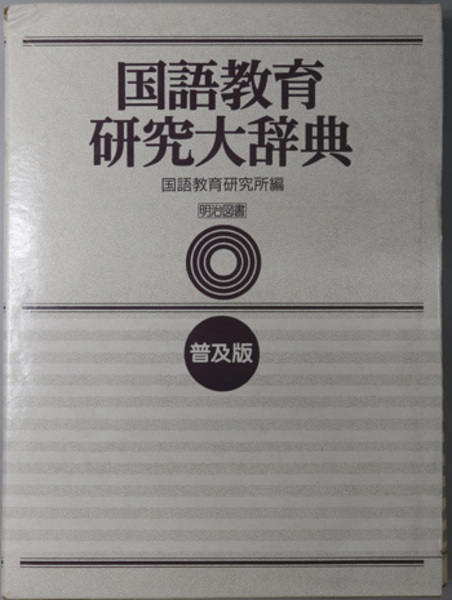 国語教育
研究大辞典
国語教育研究所編
明治図書
普及版